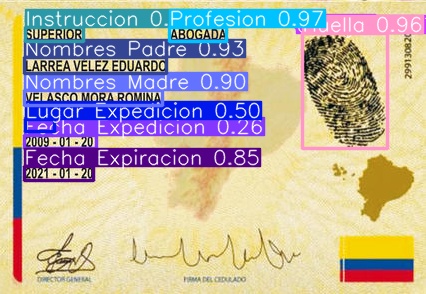 Instruccion 0. Profesion 0.97
Huella 0.96
SUPERIOR ABOGADA
Nombres Padre 0.93
LARREA VELEZ EDUARDO
Nombres Madre 0.90
VELASCO MORA ROMINA
Lugar Expedicion 0.50
Fecha Expedicion 0.26
2009 - 01 - 20
Fecha Expiracion 0.85
2021 - 01 - 20
DIRECTOR GENERAL FIRMA DEL CEDULADO